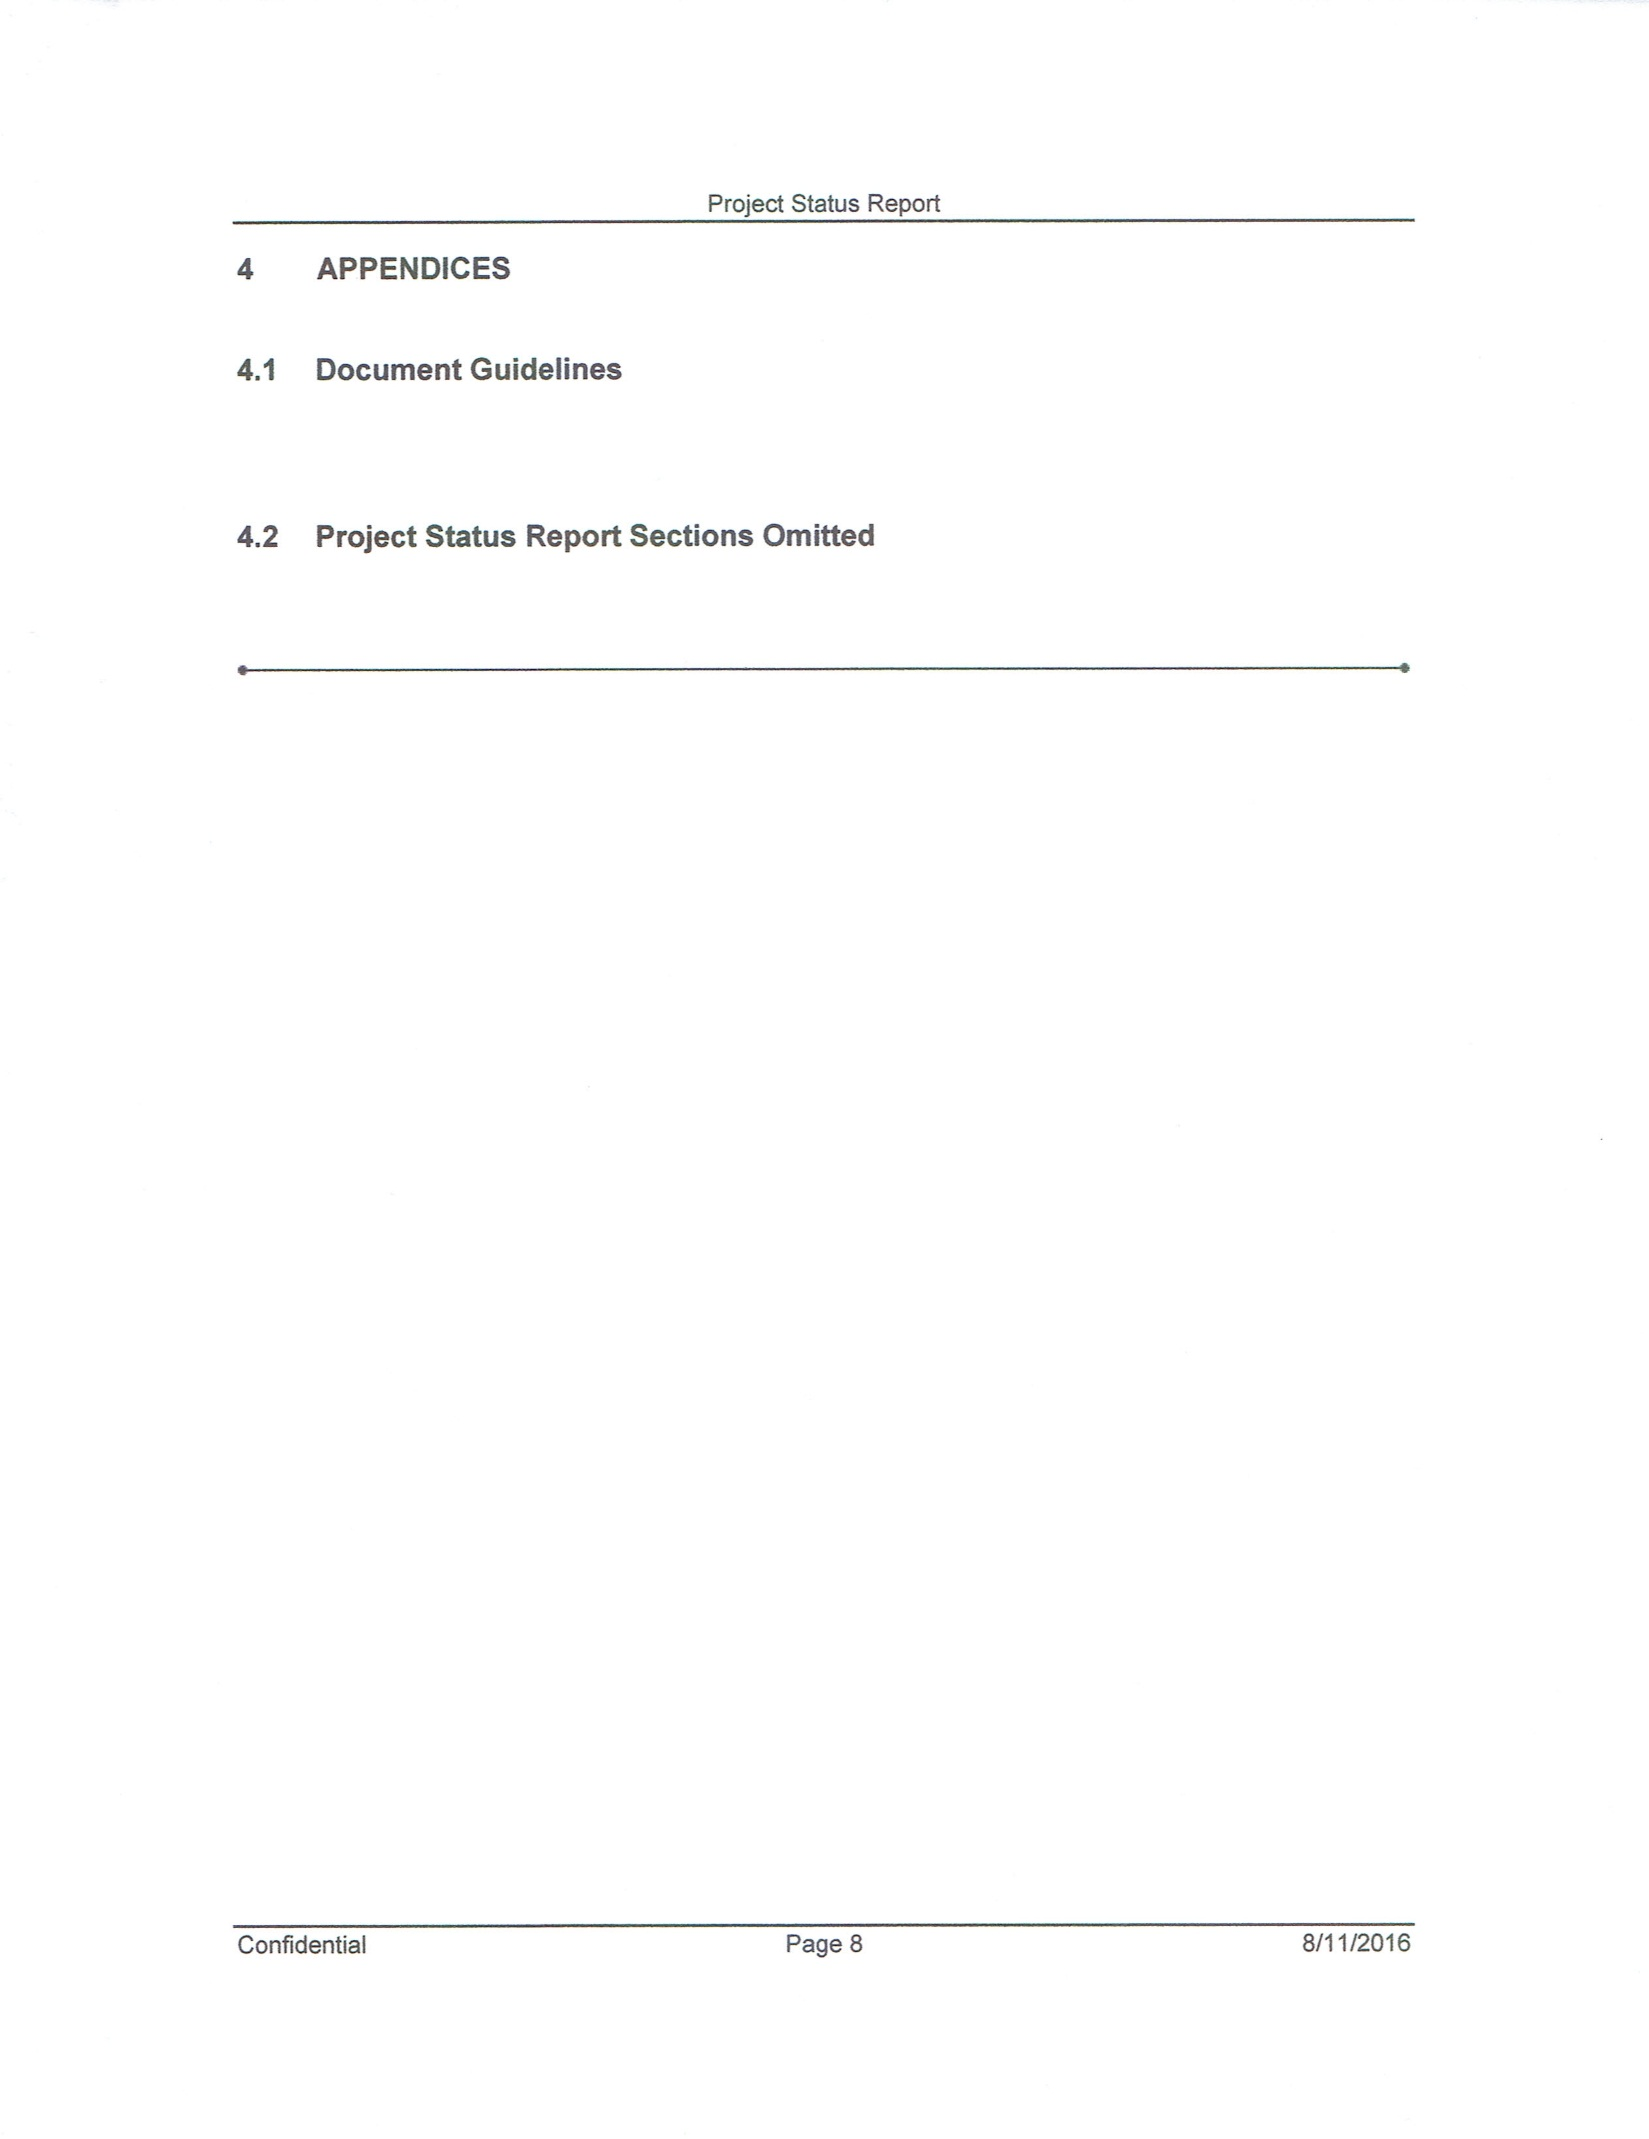 Project Status Report
4 APPENDICES
4.1 Document Guidelines
4.2 Project Status Report Sections Omitted
Confidential Page 8 8/11/2016